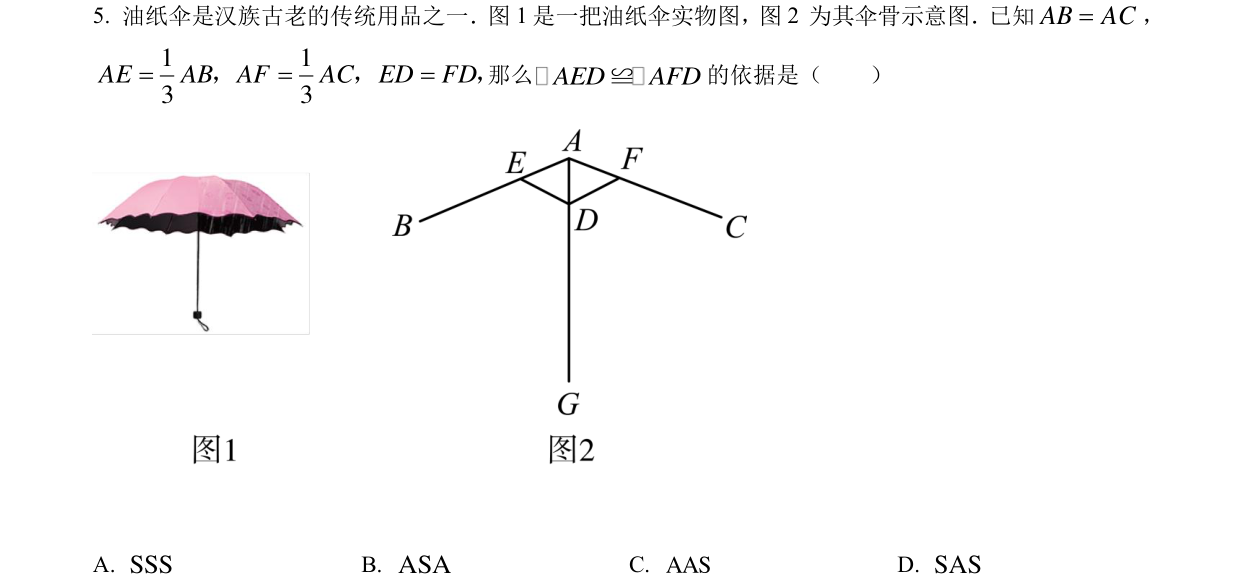 5. 油纸伞是汉族古老的传统用品之一. 图 1 是一把油纸伞实物图, 图 2 为其伞骨示意图. 已知 AB = AC ,
AE = 1/3 AB, AF = 1/3 AC, ED = FD, 那么□AED≌□AFD 的依据是 ( )
A
E
F
B
D
C
G
图1
图2
A. SSS B. ASA C. AAS D. SAS